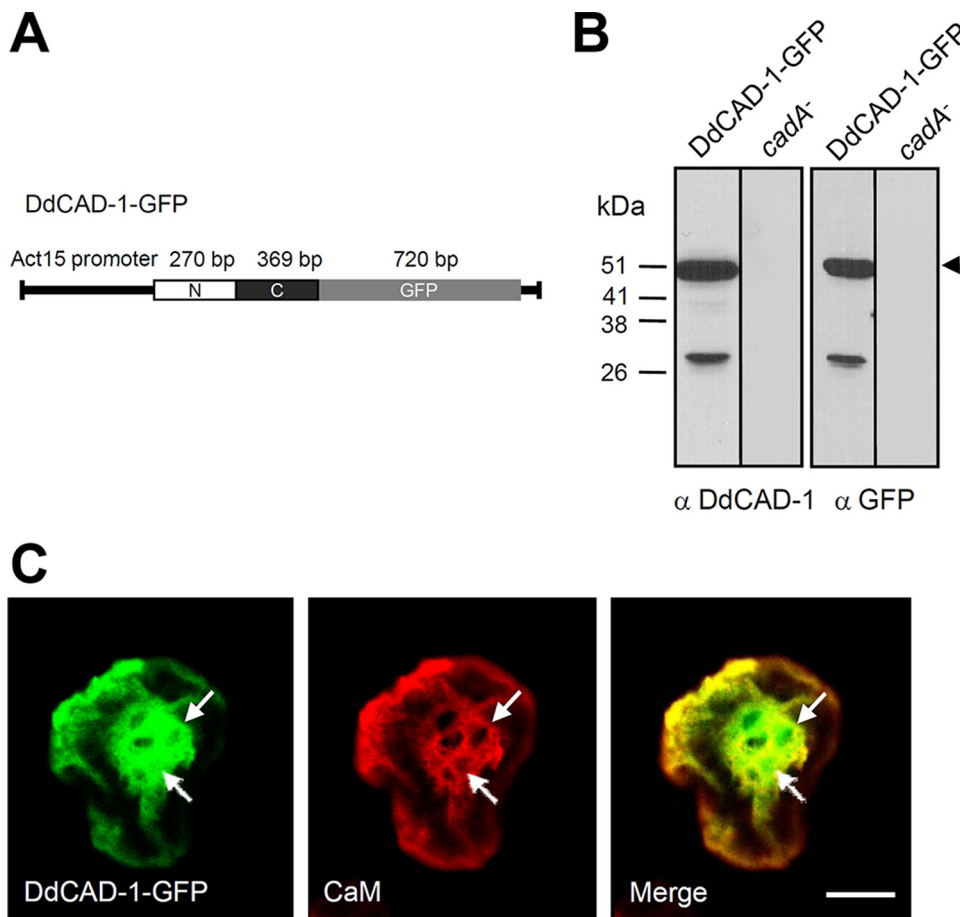 A
DdCAD-1-GFP
Act15 promoter 270 bp 369 bp 720 bp
N C GFP
B
DdCAD-1-GFP cadA- DdCAD-1-GFP cadA-
kDa
51
41
38
26
α DdCAD-1 α GFP
C
DdCAD-1-GFP CaM Merge